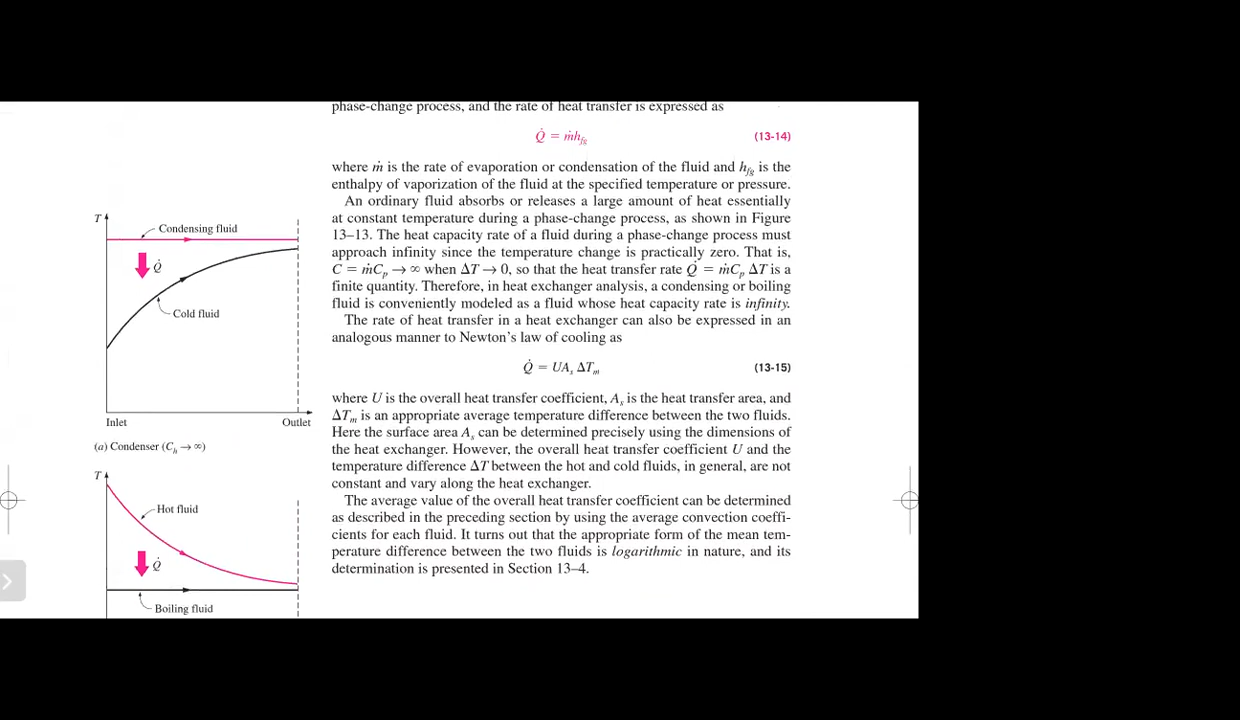 phase-change process, and the rate of heat transfer is expressed as
Q̇ = ṁh_fg (13-14)
where ṁ is the rate of evaporation or condensation of the fluid and h_fg is the
enthalpy of vaporization of the fluid at the specified temperature or pressure.
An ordinary fluid absorbs or releases a large amount of heat essentially
at constant temperature during a phase-change process, as shown in Figure
13–13. The heat capacity rate of a fluid during a phase-change process must
approach infinity since the temperature change is practically zero. That is,
C = ṁC_p → ∞ when ΔT → 0, so that the heat transfer rate Q̇ = ṁC_p ΔT is a
finite quantity. Therefore, in heat exchanger analysis, a condensing or boiling
fluid is conveniently modeled as a fluid whose heat capacity rate is infinity.
The rate of heat transfer in a heat exchanger can also be expressed in an
analogous manner to Newton's law of cooling as
Q̇ = UA_s ΔT_m (13-15)
where U is the overall heat transfer coefficient, A_s is the heat transfer area, and
ΔT_m is an appropriate average temperature difference between the two fluids.
Here the surface area A_s can be determined precisely using the dimensions of
the heat exchanger. However, the overall heat transfer coefficient U and the
temperature difference ΔT between the hot and cold fluids, in general, are not
constant and vary along the heat exchanger.
The average value of the overall heat transfer coefficient can be determined
as described in the preceding section by using the average convection coeffi-
cients for each fluid. It turns out that the appropriate form of the mean tem-
perature difference between the two fluids is logarithmic in nature, and its
determination is presented in Section 13–4.
T
Condensing fluid
Q̇
Cold fluid
Inlet
Outlet
(a) Condenser (C_h → ∞)
T
Hot fluid
Q̇
Boiling fluid